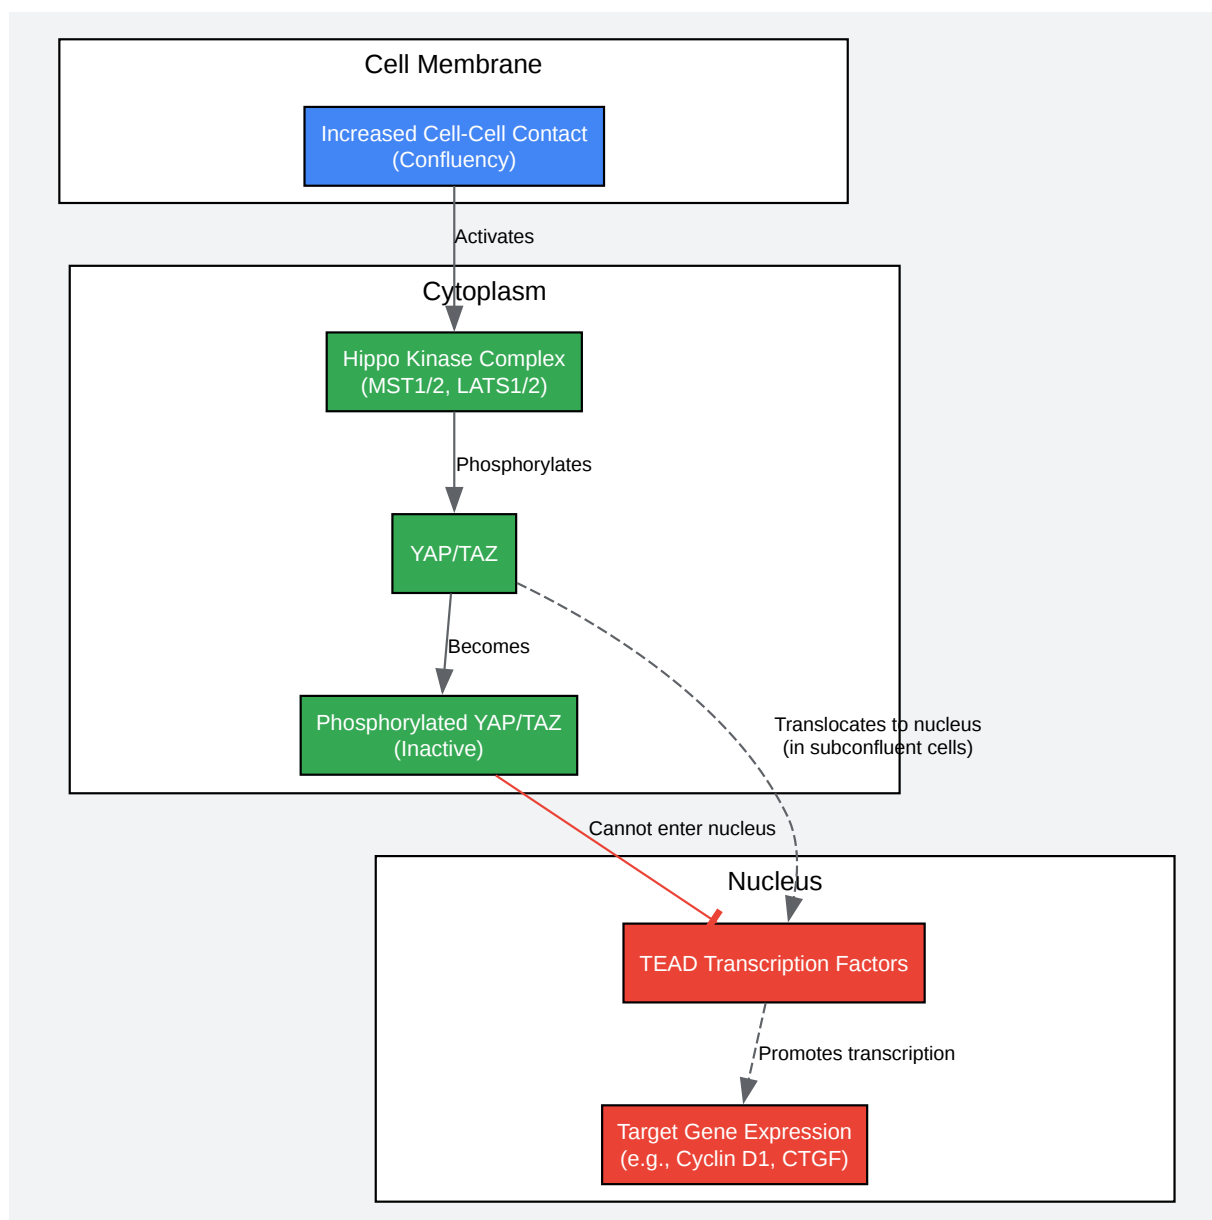 Cell Membrane
Increased Cell-Cell Contact
(Confluency)
Activates
Cytoplasm
Hippo Kinase Complex
(MST1/2, LATS1/2)
Phosphorylates
YAP/TAZ
Becomes
Phosphorylated YAP/TAZ
(Inactive)
Translocates to nucleus
(in subconfluent cells)
Cannot enter nucleus
Nucleus
TEAD Transcription Factors
Promotes transcription
Target Gene Expression
(e.g., Cyclin D1, CTGF)